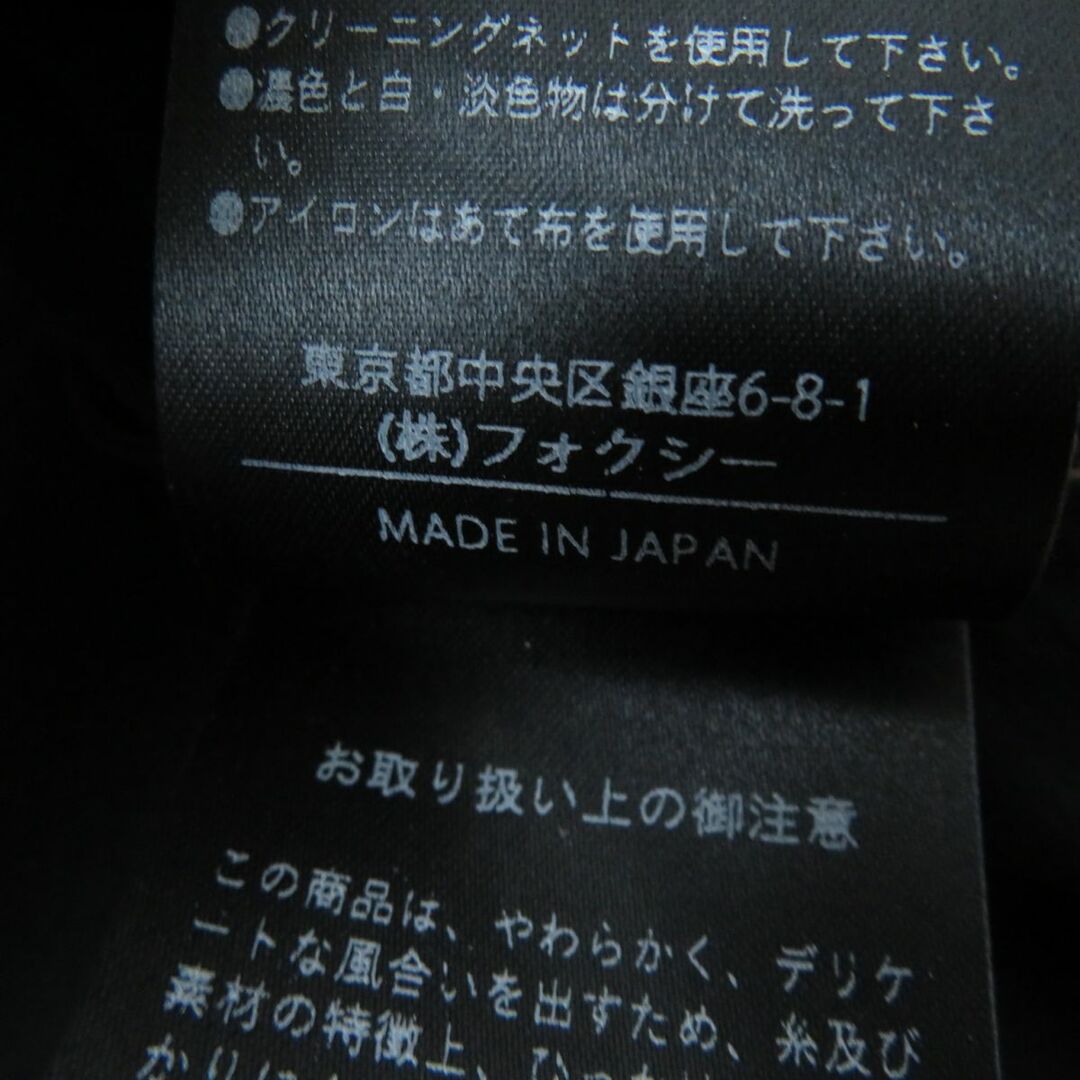 ●クリーニングネットを使用して下さい。
●濃色と白・淡色物は分けて洗って下さ
い。
●アイロンはあて布を使用して下さい。
東京都中央区銀座6-8-1
(株)フォクシー
MADE IN JAPAN
お取り扱い上の御注意
この商品は、やわらかく、デリケ
ートな風合いを出すため、糸及び
素材の特徴上、ひっ
かり